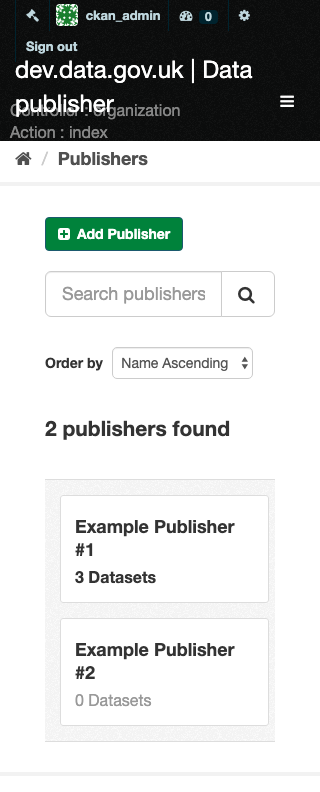 ckan_admin 0
Sign out
dev.data.gov.uk | Data
publisher
Controller : organization
Action : index
/ Publishers
Add Publisher
Search publishers
Order by Name Ascending
2 publishers found
Example Publisher
#1
3 Datasets
Example Publisher
#2
0 Datasets